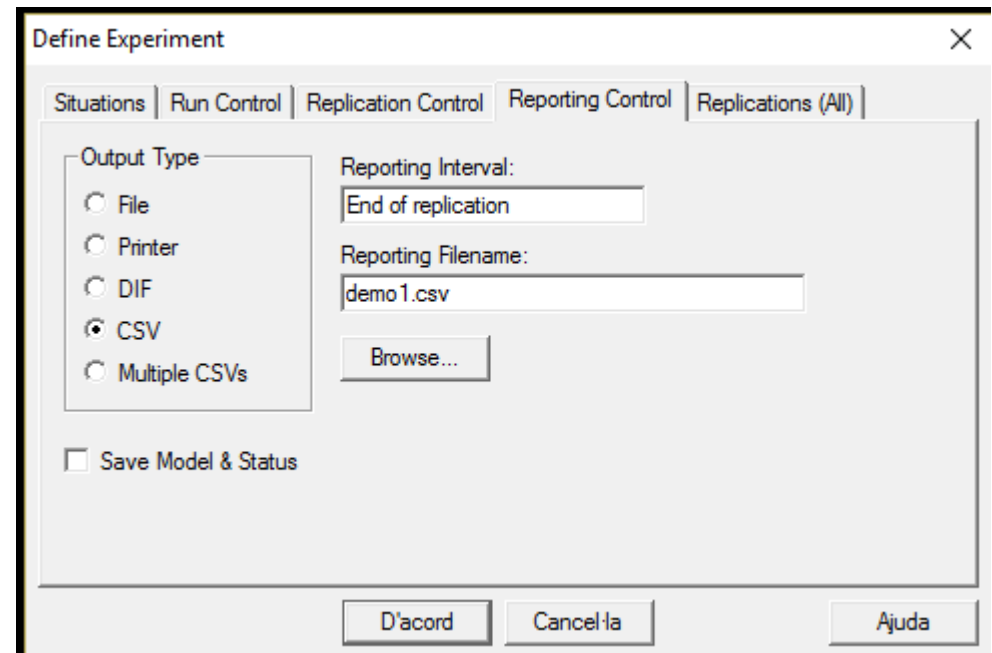 Define Experiment
Situations Run Control Replication Control Reporting Control Replications (All)
Output Type
File
Printer
DIF
CSV
Multiple CSVs
Save Model & Status
Reporting Interval:
End of replication
Reporting Filename:
demo1.csv
Browse...
D'acord Cancel·la Ajuda